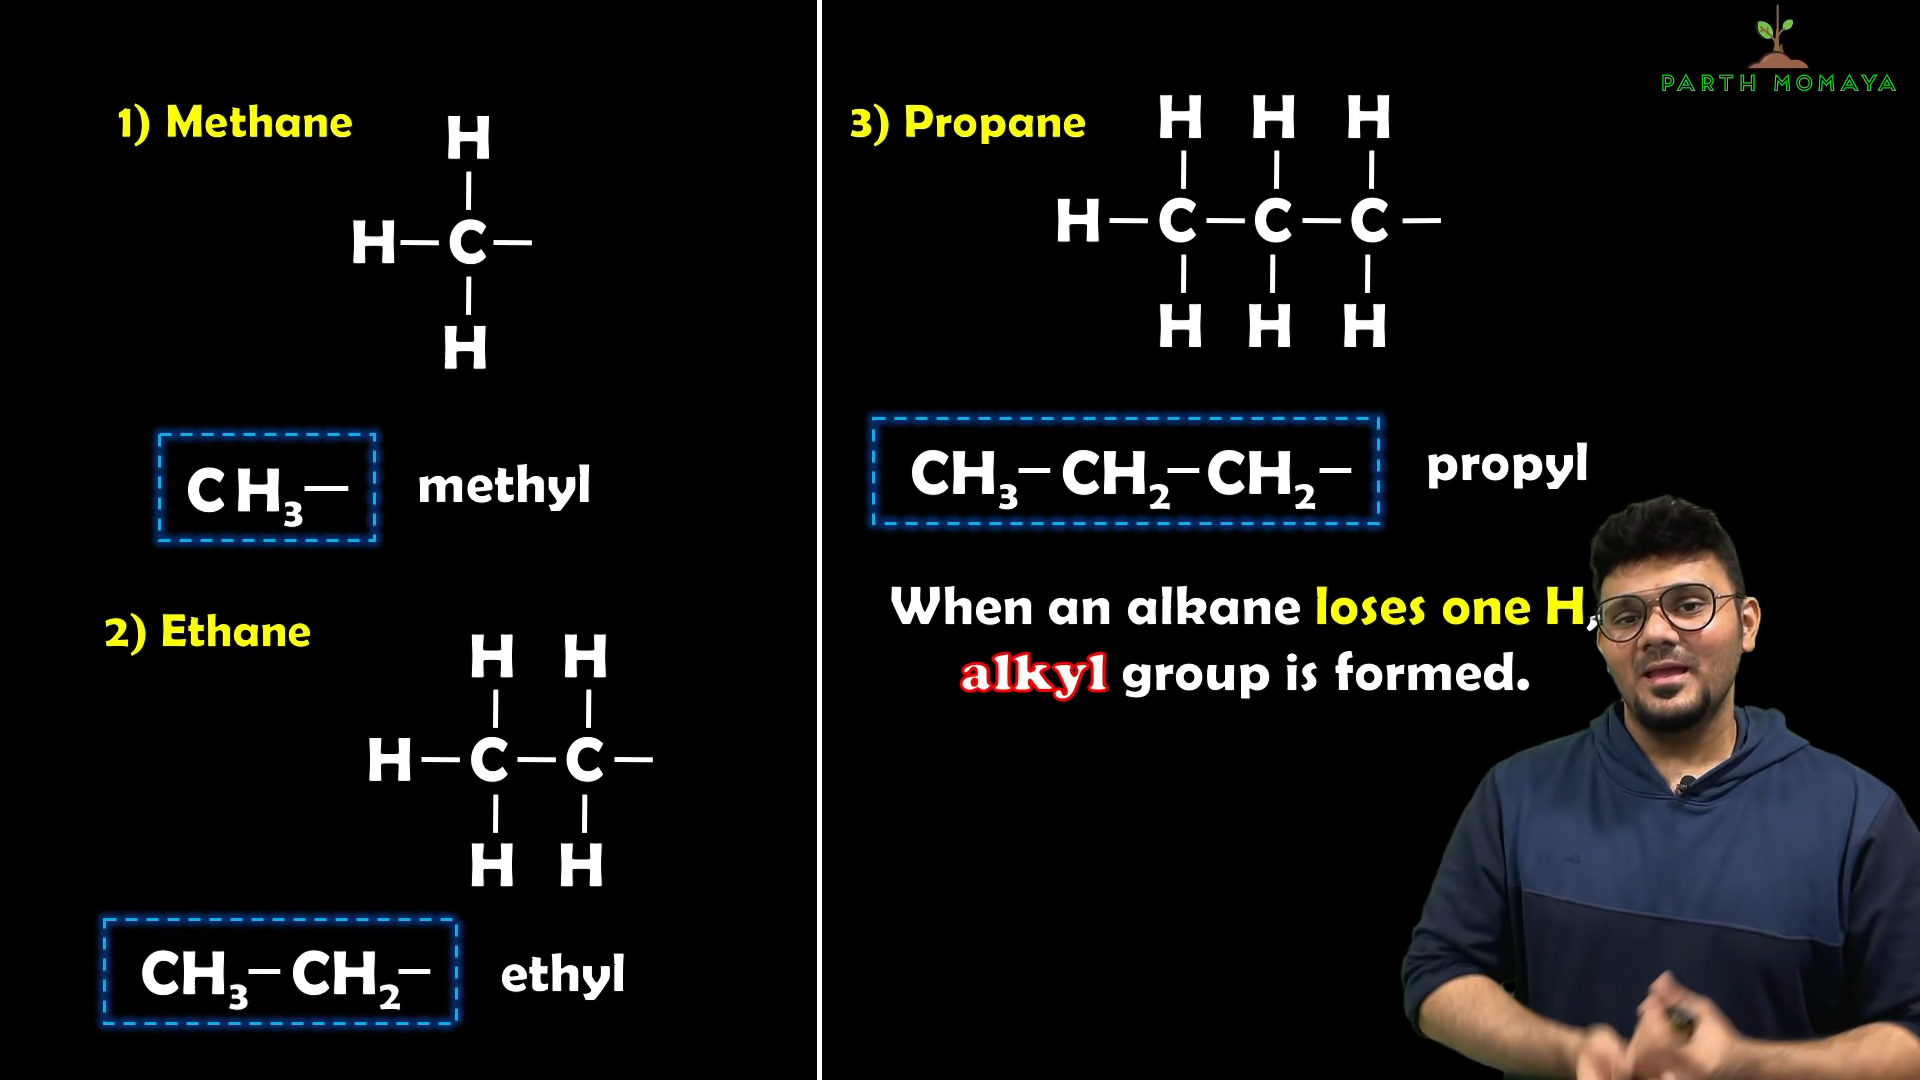 1) Methane
H
H—C—
H
CH₃— methyl
2) Ethane
H H
H—C—C—
H H
CH₃—CH₂— ethyl
PARTH MOMAYA
3) Propane
H H H
H—C—C—C—
H H H
CH₃—CH₂—CH₂— propyl
When an alkane loses one H,
alkyl group is formed.